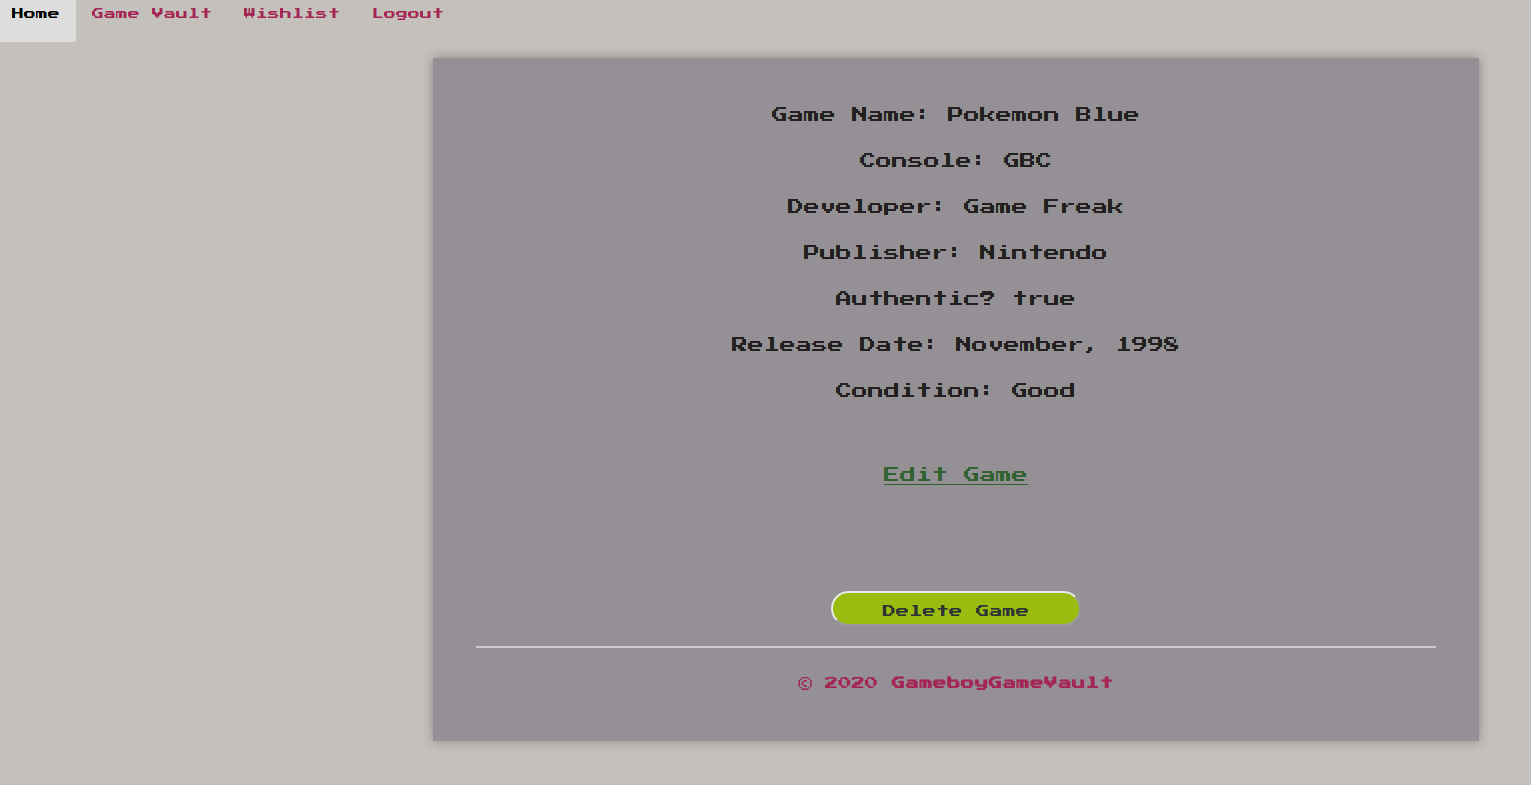 Home Game Vault Wishlist Logout
Game Name: Pokemon Blue
Console: GBC
Developer: Game Freak
Publisher: Nintendo
Authentic? true
Release Date: November, 1998
Condition: Good
Edit Game
Delete Game
© 2020 GameboyGameVault